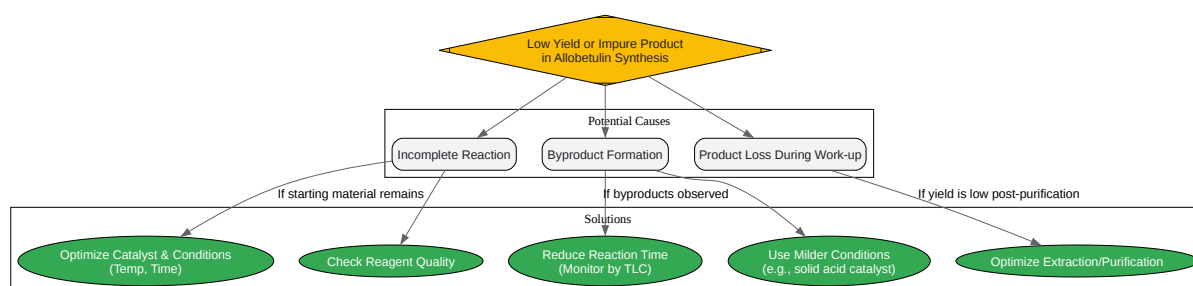 Low Yield or Impure Product
in Allobetulin Synthesis
Potential Causes
Incomplete Reaction
Byproduct Formation
Product Loss During Work-up
If starting material remains
If byproducts observed
If yield is low post-purification
Solutions
Optimize Catalyst & Conditions
(Temp, Time)
Check Reagent Quality
Reduce Reaction Time
(Monitor by TLC)
Use Milder Conditions
(e.g., solid acid catalyst)
Optimize Extraction/Purification